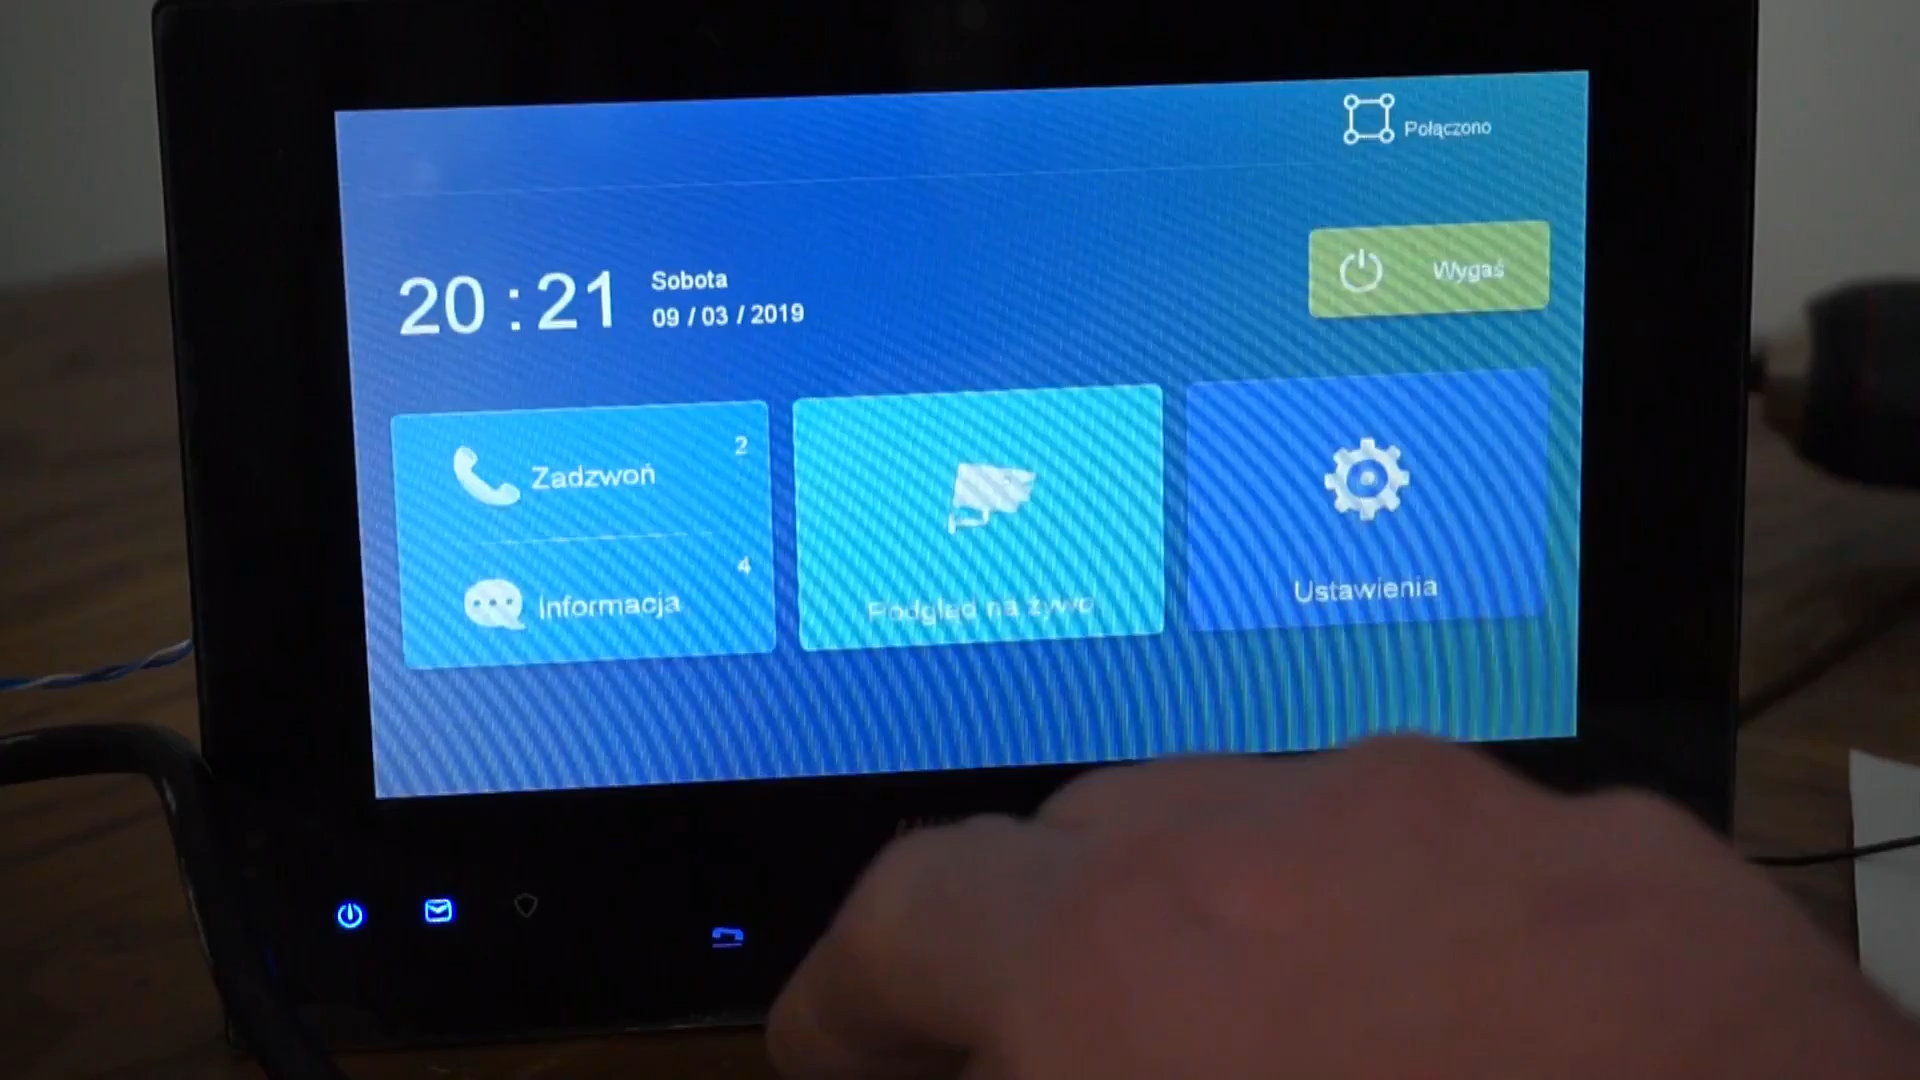 Połączono
20 : 21
Sobota
09 / 03 / 2019
Wygaś
Zadzwoń
2
Informacja
4
Podgląd na żywo
Ustawienia